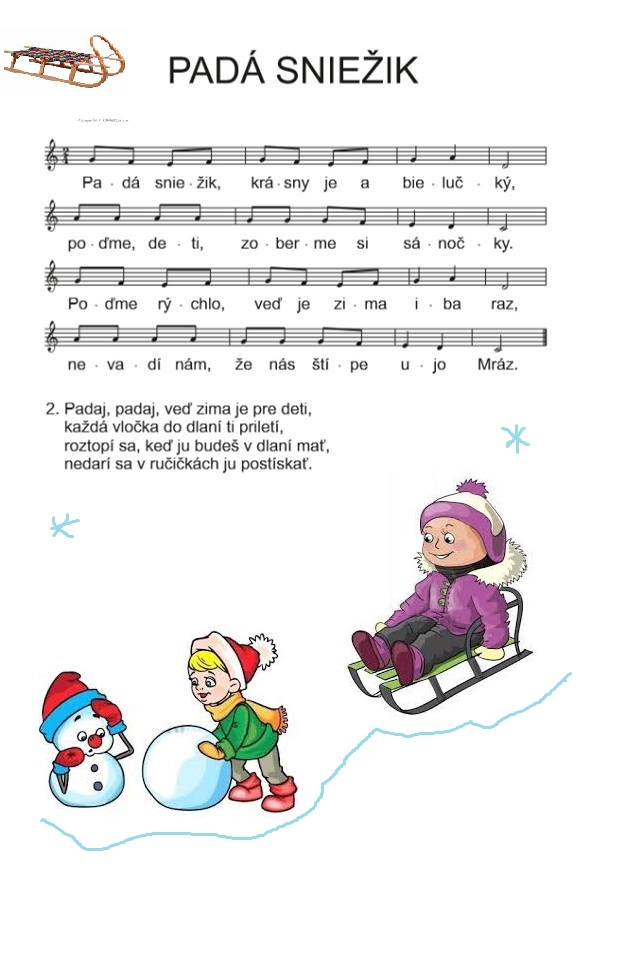 PADÁ SNIEŽIK
Pa · dá snie · žik, krá · sny je a bie · luč · ký,
po · ďme, de · ti, zo · ber · me si sá · noč · ky.
Po · ďme rý · chlo, veď je zi · ma i · ba raz,
ne · va · dí nám, že nás ští · pe u · jo Mráz.
2. Padaj, padaj, veď zima je pre deti,
každá vločka do dlaní ti priletí,
roztopí sa, keď ju budeš v dlaní mať,
nedarí sa v ručičkách ju postískať.